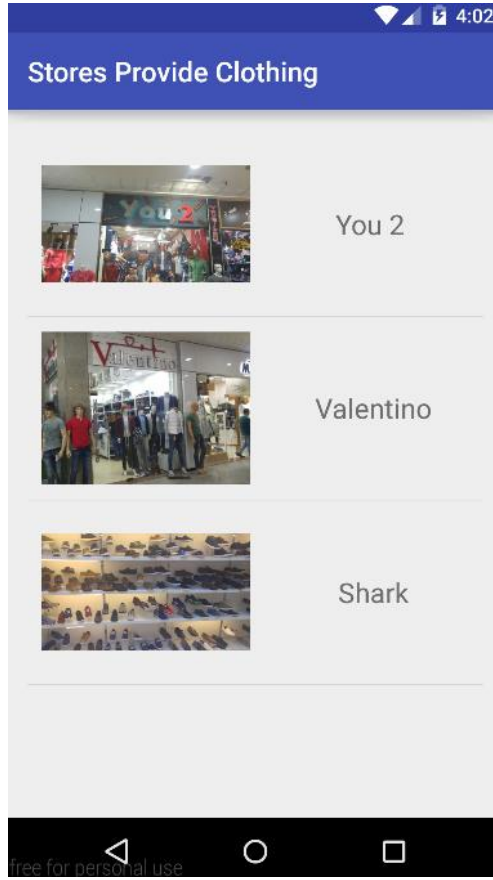 4:02
Stores Provide Clothing
You 2
You 2
Valentino
Valentino
Shark
free for personal use